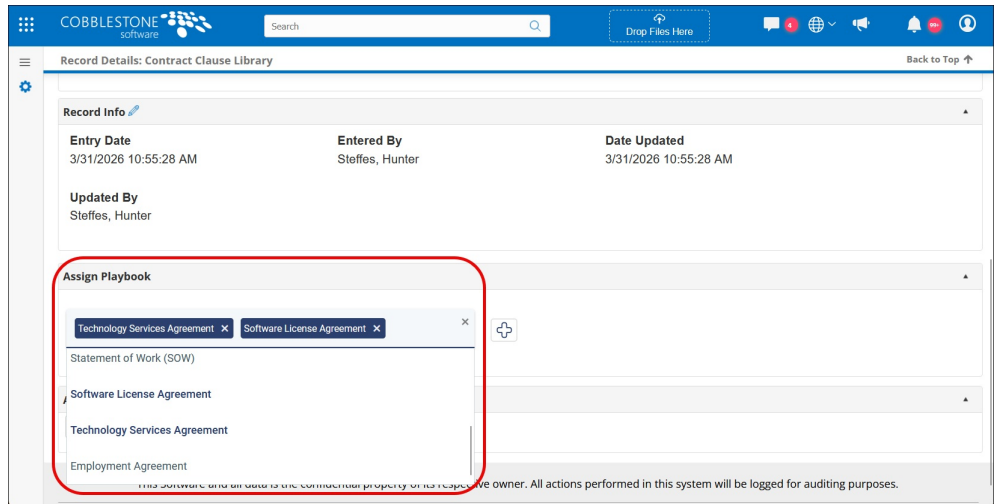 COBBLESTONE
software
Search
Drop Files Here
4
99+
Record Details: Contract Clause Library
Back to Top
Record Info
Entry Date
Entered By
Date Updated
3/31/2026 10:55:28 AM
Steffes, Hunter
3/31/2026 10:55:28 AM
Updated By
Steffes, Hunter
Assign Playbook
Technology Services Agreement
Software License Agreement
Statement of Work (SOW)
Software License Agreement
Technology Services Agreement
Employment Agreement
This Software and all data is the confidential property of its respective owner. All actions performed in this system will be logged for auditing purposes.